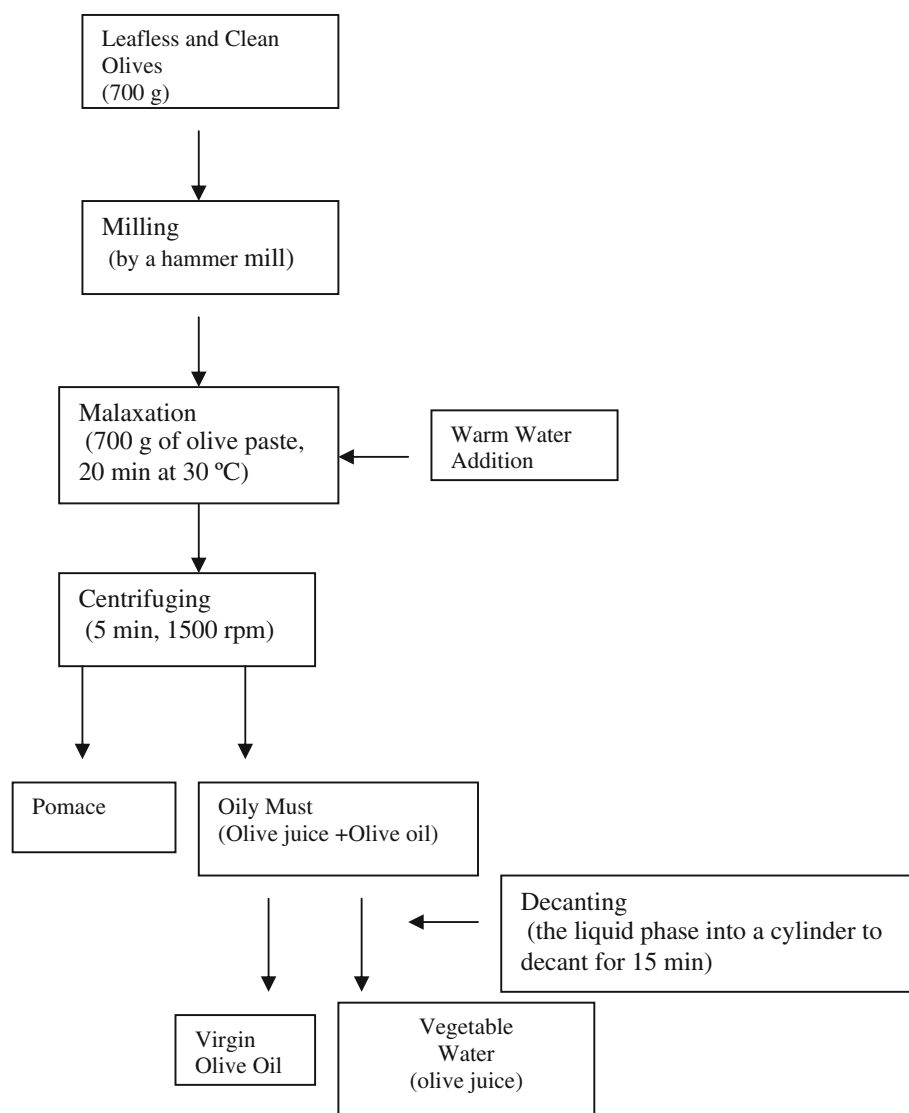 Leafless and Clean
Olives
(700 g)
Milling
(by a hammer mill)
Malaxation
(700 g of olive paste,
20 min at 30 ºC)
Warm Water
Addition
Centrifuging
(5 min, 1500 rpm)
Pomace
Oily Must
(Olive juice +Olive oil)
Decanting
(the liquid phase into a cylinder to
decant for 15 min)
Virgin
Olive Oil
Vegetable
Water
(olive juice)